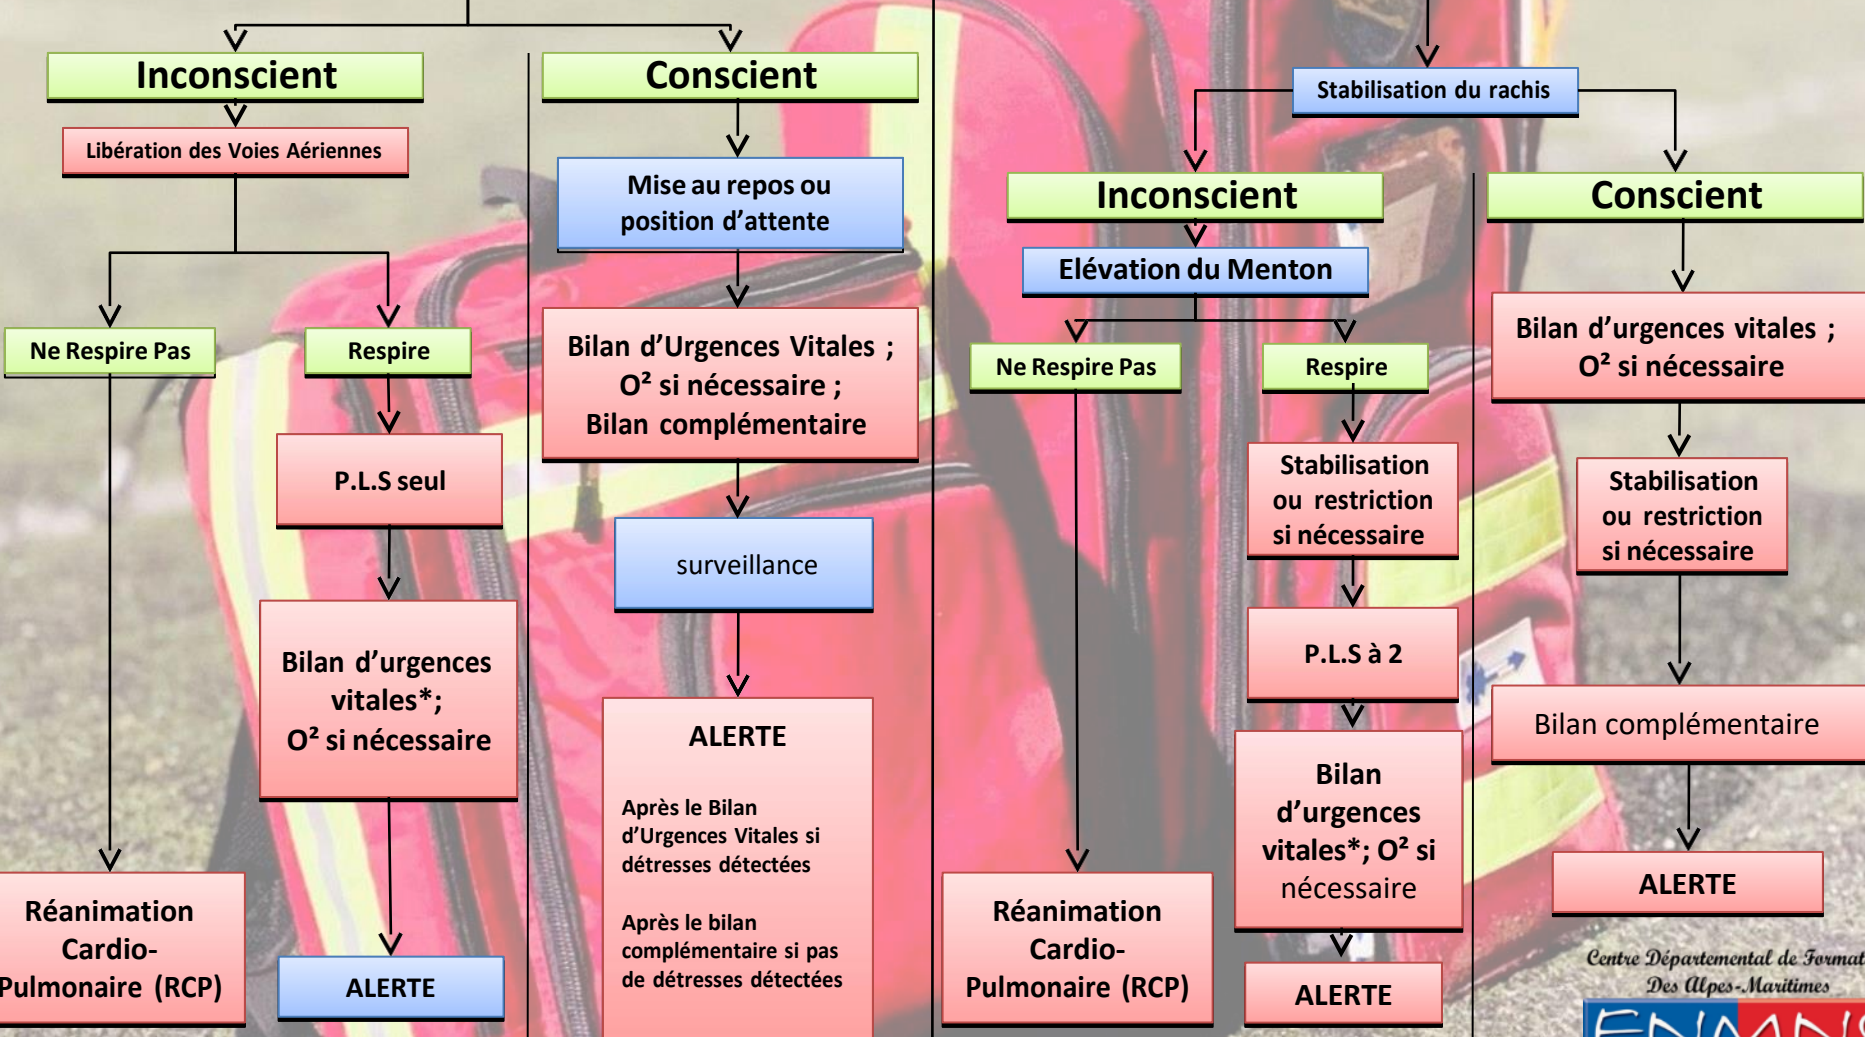 Inconscient
Libération des Voies Aériennes
Ne Respire Pas
Respire
P.L.S seul
Bilan d'urgences
vitales*;
O² si nécessaire
Réanimation
Cardio-
Pulmonaire (RCP)
ALERTE
Conscient
Mise au repos ou
position d'attente
Bilan d'Urgences Vitales ;
O² si nécessaire ;
Bilan complémentaire
surveillance
ALERTE
Après le Bilan
d'Urgences Vitales si
détresses détectées
Après le bilan
complémentaire si pas
de détresses détectées
Stabilisation du rachis
Inconscient
Elévation du Menton
Ne Respire Pas
Respire
Stabilisation
ou restriction
si nécessaire
P.L.S à 2
Bilan
d'urgences
vitales*; O² si
nécessaire
Réanimation
Cardio-
Pulmonaire (RCP)
ALERTE
Conscient
Bilan d'urgences vitales ;
O² si nécessaire
Stabilisation
ou restriction
si nécessaire
Bilan complémentaire
ALERTE
Centre Départemental de Format
Des Alpes-Maritimes